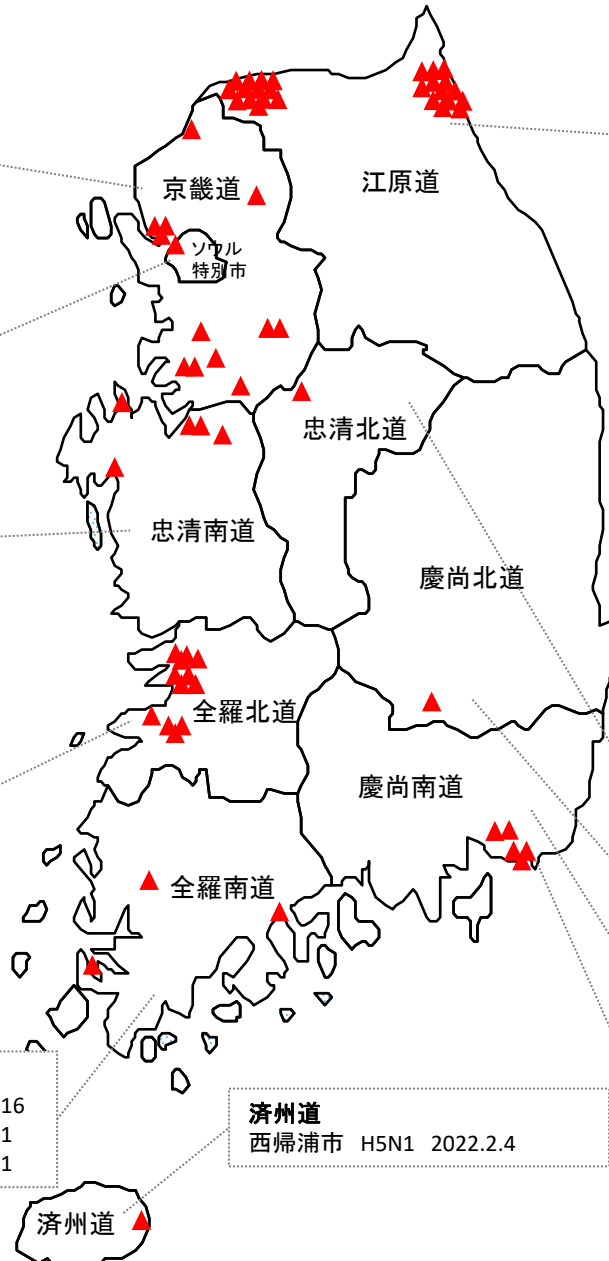 京畿道
江原道
ソウル
特別市
忠清北道
忠清南道
慶尚北道
全羅北道
慶尚南道
全羅南道
16
1
1
済州道
西帰浦市 H5N1 2022.2.4
済州道